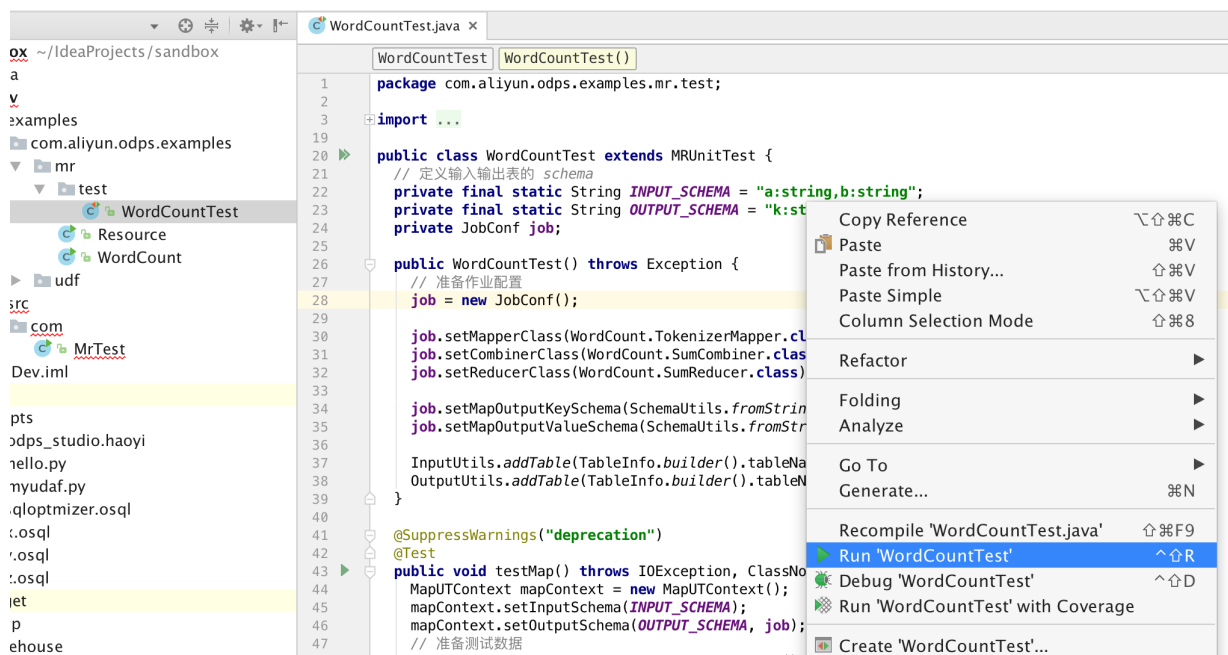 WordCountTest.java
ox ~/IdeaProjects/sandbox
a
v
examples
com.aliyun.odps.examples
mr
test
WordCountTest
Resource
WordCount
udf
src
com
MrTest
Dev.iml
pts
odps_studio.haoyi
hello.py
myudaf.py
sqloptmizer.osql
x.osql
y.osql
z.osql
get
p
ehouse
WordCountTest WordCountTest()
1 package com.aliyun.odps.examples.mr.test;
2
3 import ...
19
20 public class WordCountTest extends MRUnitTest {
21 // 定义输入输出表的 schema
22 private final static String INPUT_SCHEMA = "a:string,b:string";
23 private final static String OUTPUT_SCHEMA = "k:st
24 private JobConf job;
25
26 public WordCountTest() throws Exception {
27 // 准备作业配置
28 job = new JobConf();
29
30 job.setMapperClass(WordCount.TokenizerMapper.cl
31 job.setCombinerClass(WordCount.SumCombiner.clas
32 job.setReducerClass(WordCount.SumReducer.class)
33
34 job.setMapOutputKeySchema(SchemaUtils.fromStrin
35 job.setMapOutputValueSchema(SchemaUtils.fromStr
36
37 InputUtils.addTable(TableInfo.builder().tableNa
38 OutputUtils.addTable(TableInfo.builder().tableN
39 }
40
41 @SuppressWarnings("deprecation")
42 @Test
43 public void testMap() throws IOException, ClassNo
44 MapUTContext mapContext = new MapUTContext();
45 mapContext.setInputSchema(INPUT_SCHEMA);
46 mapContext.setOutputSchema(OUTPUT_SCHEMA, job);
47 // 准备测试数据
Copy Reference ⌥⇧⌘C
Paste ⌘V
Paste from History... ⇧⌘V
Paste Simple ⌥⇧⌘V
Column Selection Mode ⇧⌘8
Refactor
Folding
Analyze
Go To
Generate... ⌘N
Recompile 'WordCountTest.java' ⇧⌘F9
Run 'WordCountTest' ^⇧R
Debug 'WordCountTest' ^⇧D
Run 'WordCountTest' with Coverage
Create 'WordCountTest'...